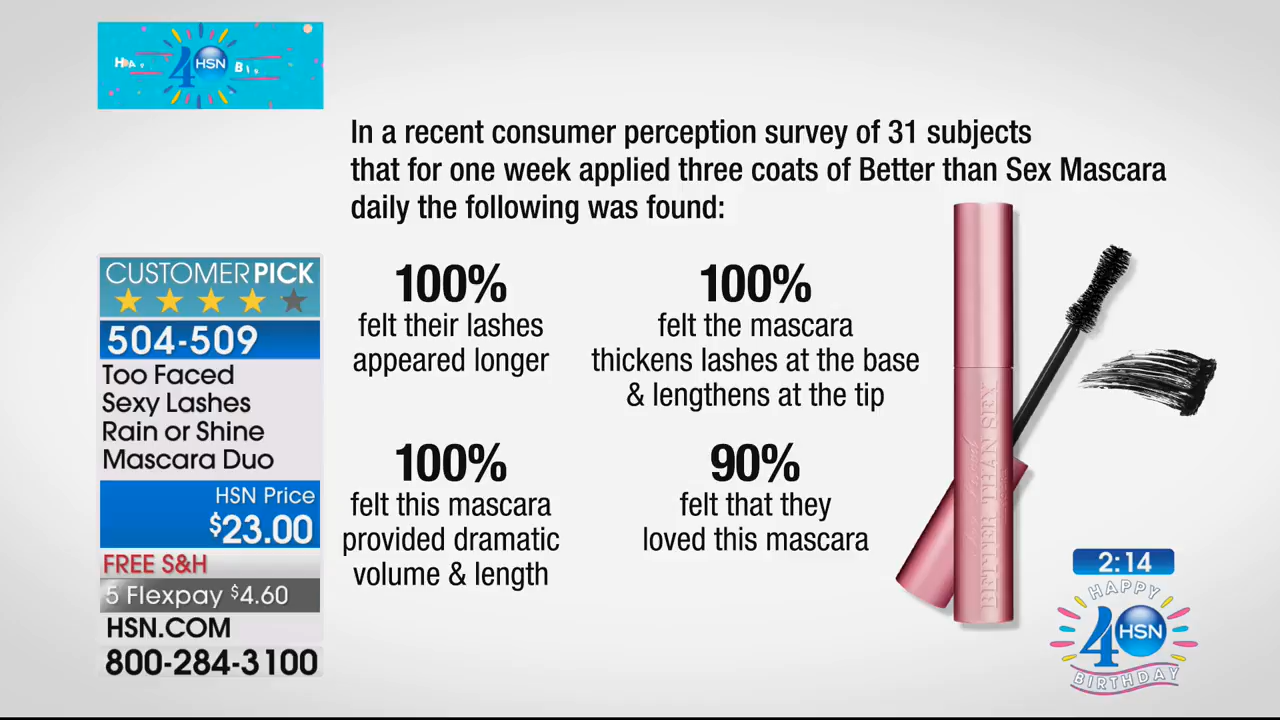 4 HSN
In a recent consumer perception survey of 31 subjects
that for one week applied three coats of Better than Sex Mascara
daily the following was found:
CUSTOMER PICK
504-509
Too Faced
Sexy Lashes
Rain or Shine
Mascara Duo
HSN Price
$23.00
FREE S&H
5 Flexpay $4.60
HSN.COM
800-284-3100
100%
felt their lashes
appeared longer
100%
felt the mascara
thickens lashes at the base
& lengthens at the tip
100%
felt this mascara
provided dramatic
volume & length
90%
felt that they
loved this mascara
BETTER THAN SEX
2:14
HAPPY
40 HSN
BIRTHDAY